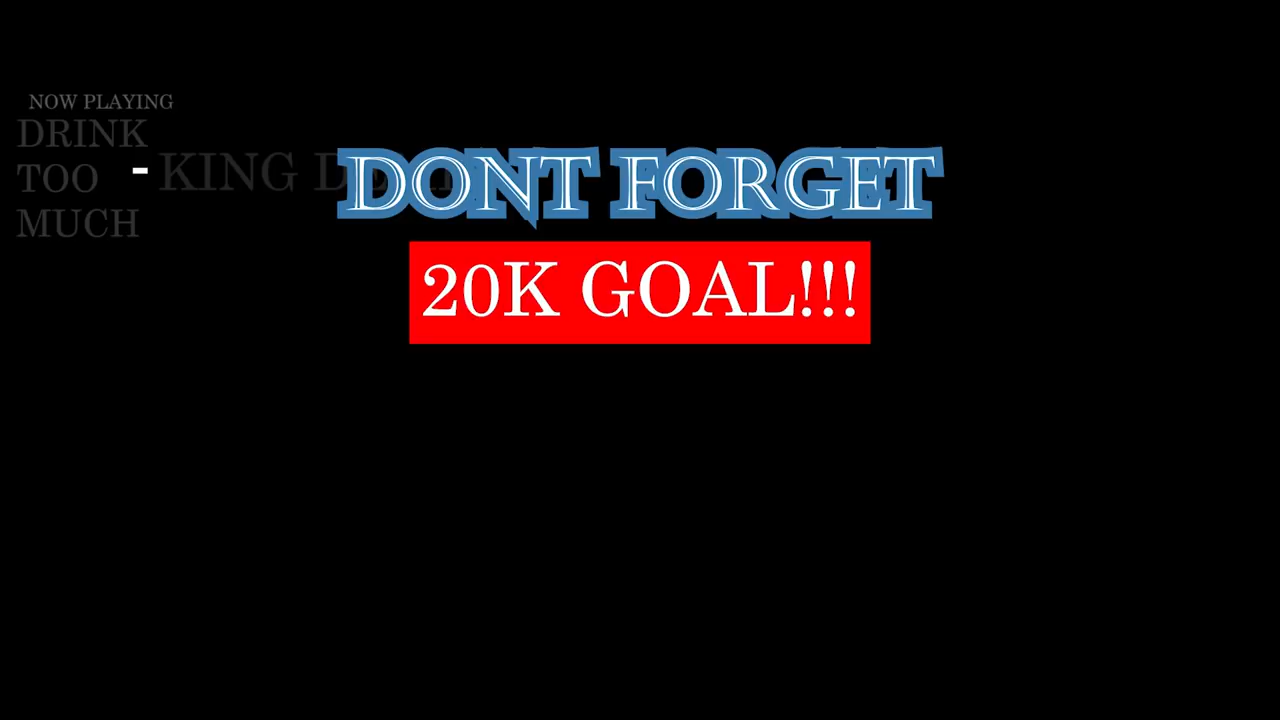 NOW PLAYING
DRINK
TOO
MUCH
- KING
DONT FORGET
20K GOAL!!!